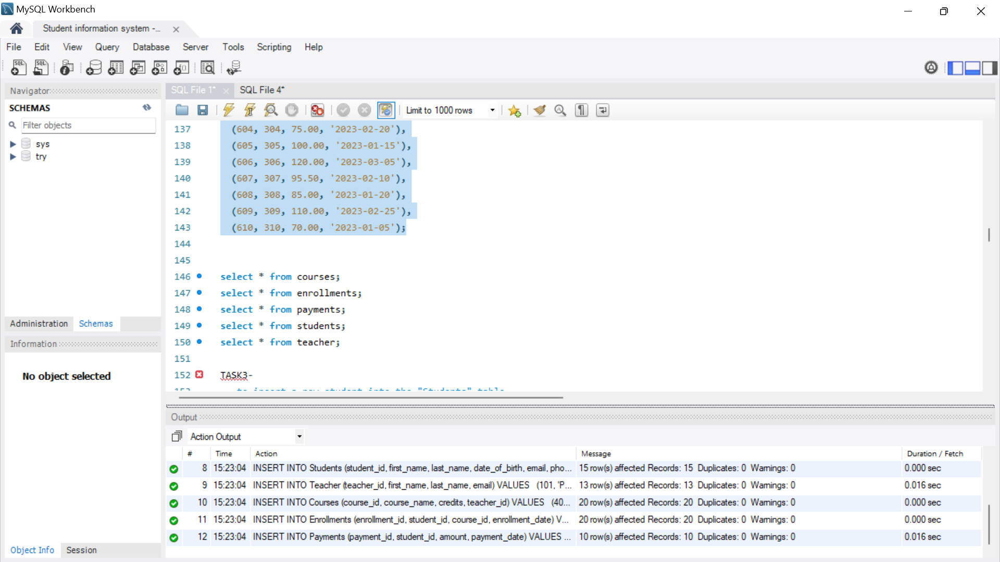 MySQL Workbench
Student information system -...
File Edit View Query Database Server Tools Scripting Help
Navigator
SCHEMAS
Filter objects
sys
try
Administration Schemas
Information
No object selected
Object Info Session
SQL File 1* SQL File 4*
Limit to 1000 rows
137 (604, 304, 75.00, '2023-02-20'),
138 (605, 305, 100.00, '2023-01-15'),
139 (606, 306, 120.00, '2023-03-05'),
140 (607, 307, 95.50, '2023-02-10'),
141 (608, 308, 85.00, '2023-01-20'),
142 (609, 309, 110.00, '2023-02-25'),
143 (610, 310, 70.00, '2023-01-05');
144
145
146 select * from courses;
147 select * from enrollments;
148 select * from payments;
149 select * from students;
150 select * from teacher;
151
152 TASK3-
153 to insert a new student into the "Students" table
Output
Action Output
# Time Action Message Duration / Fetch
8 15:23:04 INSERT INTO Students (student_id, first_name, last_name, date_of_birth, email, pho... 15 row(s) affected Records: 15 Duplicates: 0 Warnings: 0 0.000 sec
9 15:23:04 INSERT INTO Teacher (teacher_id, first_name, last_name, email) VALUES (101, 'P... 13 row(s) affected Records: 13 Duplicates: 0 Warnings: 0 0.016 sec
10 15:23:04 INSERT INTO Courses (course_id, course_name, credits, teacher_id) VALUES (40... 20 row(s) affected Records: 20 Duplicates: 0 Warnings: 0 0.000 sec
11 15:23:04 INSERT INTO Enrollments (enrollment_id, student_id, course_id, enrollment_date) V... 20 row(s) affected Records: 20 Duplicates: 0 Warnings: 0 0.000 sec
12 15:23:04 INSERT INTO Payments (payment_id, student_id, amount, payment_date) VALUES ... 10 row(s) affected Records: 10 Duplicates: 0 Warnings: 0 0.016 sec